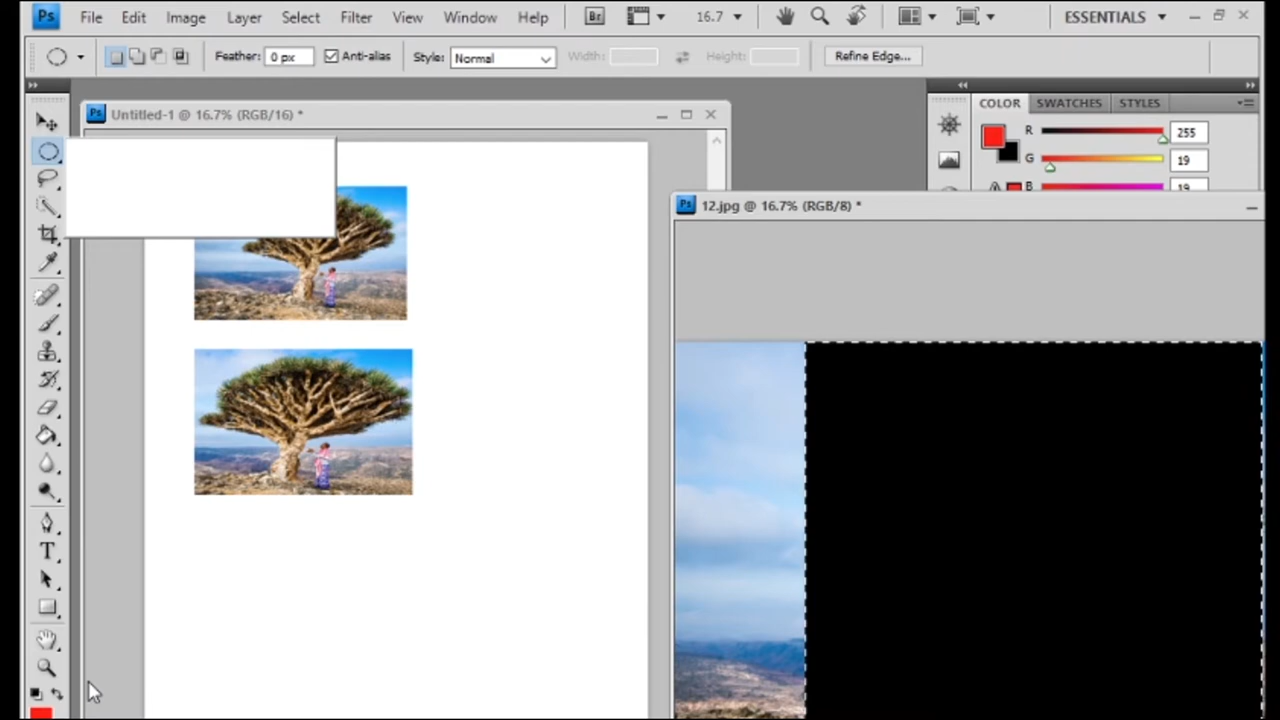 Ps File Edit Image Layer Select Filter View Window Help Br 16.7 ESSENTIALS
Feather: 0 px Anti-alias Style: Normal Width: Height: Refine Edge...
Ps Untitled-1 @ 16.7% (RGB/16) *
COLOR SWATCHES STYLES
R 255
G 19
B 19
Ps 12.jpg @ 16.7% (RGB/8) *
T